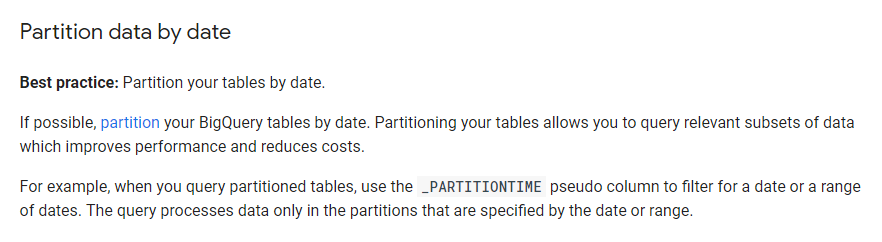 Partition data by date
Best practice: Partition your tables by date.
If possible, partition your BigQuery tables by date. Partitioning your tables allows you to query relevant subsets of data
which improves performance and reduces costs.
For example, when you query partitioned tables, use the _PARTITIONTIME pseudo column to filter for a date or a range
of dates. The query processes data only in the partitions that are specified by the date or range.